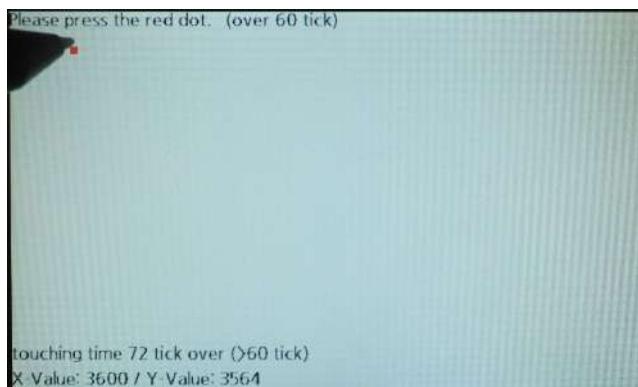 Please press the red dot. (over 60 tick)
touching time 72 tick over (>60 tick)
X-Value: 3600 / Y-Value: 3564